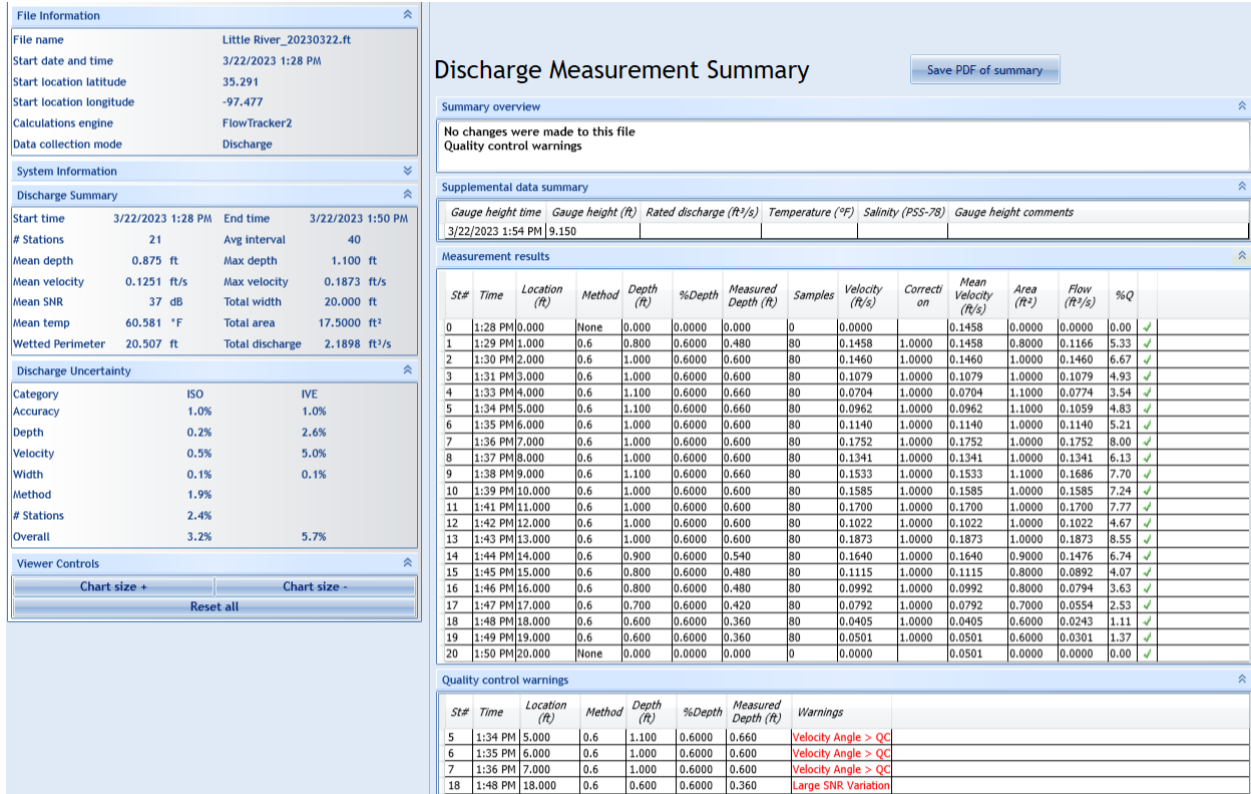 File Information
File name Little River_20230322.ft
Start date and time 3/22/2023 1:28 PM
Start location latitude 35.291
Start location longitude -97.477
Calculations engine FlowTracker2
Data collection mode Discharge
System Information
Discharge Summary
Start time 3/22/2023 1:28 PM End time 3/22/2023 1:50 PM
# Stations 21 Avg interval 40
Mean depth 0.875 ft Max depth 1.100 ft
Mean velocity 0.1251 ft/s Max velocity 0.1873 ft/s
Mean SNR 37 dB Total width 20.000 ft
Mean temp 60.581 °F Total area 17.5000 ft²
Wetted Perimeter 20.507 ft Total discharge 2.1898 ft³/s
Discharge Uncertainty
Category ISO IVE
Accuracy 1.0% 1.0%
Depth 0.2% 2.6%
Velocity 0.5% 5.0%
Width 0.1% 0.1%
Method 1.9%
# Stations 2.4%
Overall 3.2% 5.7%
Viewer Controls
Chart size + Chart size -
Reset all
Discharge Measurement Summary
Save PDF of summary
Summary overview
No changes were made to this file
Quality control warnings
Supplemental data summary
Gauge height time Gauge height (ft) Rated discharge (ft³/s) Temperature (°F) Salinity (PSS-78) Gauge height comments
3/22/2023 1:54 PM 9.150
Measurement results
St# Time Location (ft) Method Depth (ft) %Depth Measured Depth (ft) Samples Velocity (ft/s) Correcti on Mean Velocity (ft/s) Area (ft²) Flow (ft³/s) %Q
0 1:28 PM 0.000 None 0.000 0.0000 0.000 0 0.0000 0.1458 0.0000 0.0000 0.00 ✓
1 1:29 PM 1.000 0.6 0.800 0.6000 0.480 80 0.1458 1.0000 0.1458 0.8000 0.1166 5.33 ✓
2 1:30 PM 2.000 0.6 1.000 0.6000 0.600 80 0.1460 1.0000 0.1460 1.0000 0.1460 6.67 ✓
3 1:31 PM 3.000 0.6 1.000 0.6000 0.600 80 0.1079 1.0000 0.1079 1.0000 0.1079 4.93 ✓
4 1:33 PM 4.000 0.6 1.100 0.6000 0.660 80 0.0704 1.0000 0.0704 1.1000 0.0774 3.54 ✓
5 1:34 PM 5.000 0.6 1.100 0.6000 0.660 80 0.0962 1.0000 0.0962 1.1000 0.1059 4.83 ✓
6 1:35 PM 6.000 0.6 1.000 0.6000 0.600 80 0.1140 1.0000 0.1140 1.0000 0.1140 5.21 ✓
7 1:36 PM 7.000 0.6 1.000 0.6000 0.600 80 0.1752 1.0000 0.1752 1.0000 0.1752 8.00 ✓
8 1:37 PM 8.000 0.6 1.000 0.6000 0.600 80 0.1341 1.0000 0.1341 1.0000 0.1341 6.13 ✓
9 1:38 PM 9.000 0.6 1.100 0.6000 0.660 80 0.1533 1.0000 0.1533 1.1000 0.1686 7.70 ✓
10 1:39 PM 10.000 0.6 1.000 0.6000 0.600 80 0.1585 1.0000 0.1585 1.0000 0.1585 7.24 ✓
11 1:41 PM 11.000 0.6 1.000 0.6000 0.600 80 0.1700 1.0000 0.1700 1.0000 0.1700 7.77 ✓
12 1:42 PM 12.000 0.6 1.000 0.6000 0.600 80 0.1022 1.0000 0.1022 1.0000 0.1022 4.67 ✓
13 1:43 PM 13.000 0.6 1.000 0.6000 0.600 80 0.1873 1.0000 0.1873 1.0000 0.1873 8.55 ✓
14 1:44 PM 14.000 0.6 0.900 0.6000 0.540 80 0.1640 1.0000 0.1640 0.9000 0.1476 6.74 ✓
15 1:45 PM 15.000 0.6 0.800 0.6000 0.480 80 0.1115 1.0000 0.1115 0.8000 0.0892 4.07 ✓
16 1:46 PM 16.000 0.6 0.800 0.6000 0.480 80 0.0992 1.0000 0.0992 0.8000 0.0794 3.63 ✓
17 1:47 PM 17.000 0.6 0.700 0.6000 0.420 80 0.0792 1.0000 0.0792 0.7000 0.0554 2.53 ✓
18 1:48 PM 18.000 0.6 0.600 0.6000 0.360 80 0.0405 1.0000 0.0405 0.6000 0.0243 1.11 ✓
19 1:49 PM 19.000 0.6 0.600 0.6000 0.360 80 0.0501 1.0000 0.0501 0.6000 0.0301 1.37 ✓
20 1:50 PM 20.000 None 0.000 0.0000 0.000 0 0.0000 0.0501 0.0000 0.0000 0.00 ✓
Quality control warnings
St# Time Location (ft) Method Depth (ft) %Depth Measured Depth (ft) Warnings
5 1:34 PM 5.000 0.6 1.100 0.6000 0.660 Velocity Angle > QC
6 1:35 PM 6.000 0.6 1.000 0.6000 0.600 Velocity Angle > QC
7 1:36 PM 7.000 0.6 1.000 0.6000 0.600 Velocity Angle > QC
18 1:48 PM 18.000 0.6 0.600 0.6000 0.360 Large SNR Variation